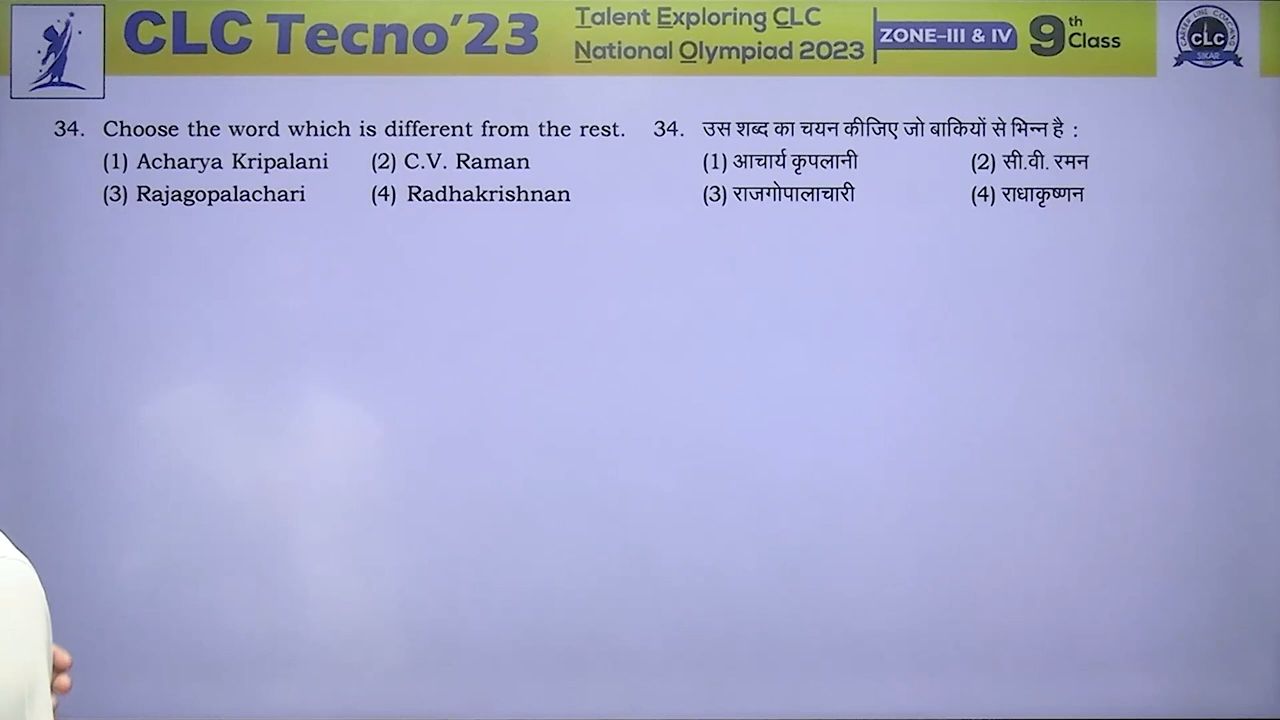 CLC Tecno'23
Talent Exploring CLC
National Olympiad 2023
ZONE-III & IV
9th Class
CLC
SIKAR
34. Choose the word which is different from the rest.
(1) Acharya Kripalani (2) C.V. Raman
(3) Rajagopalachari (4) Radhakrishnan
34. उस शब्द का चयन कीजिए जो बाकियों से भिन्न है :
(1) आचार्य कृपलानी (2) सी.वी. रमन
(3) राजगोपालाचारी (4) राधाकृष्णन